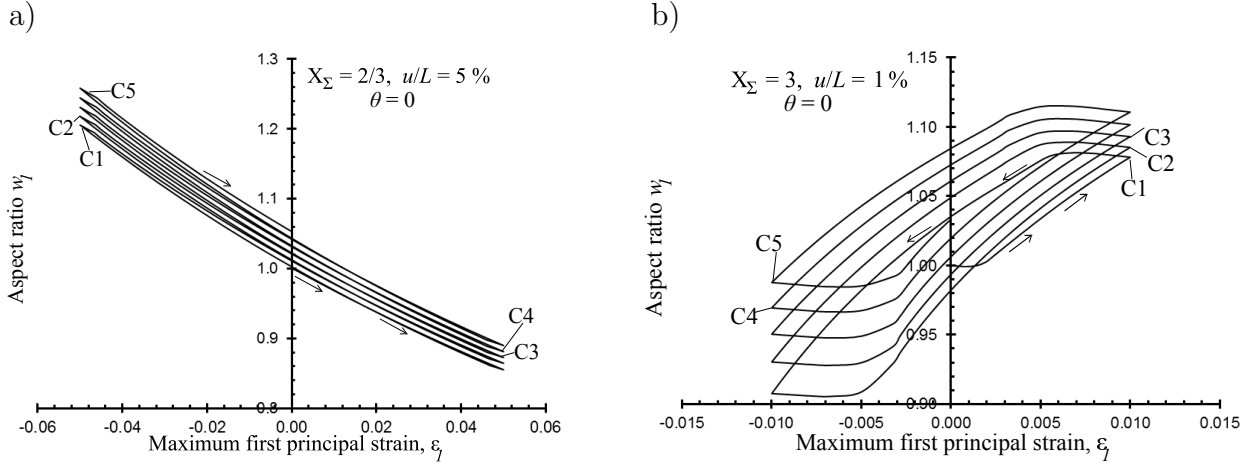 a)
1.3
1.2
1.1
1.0
0.9
0.8
-0.06
-0.04
-0.02
0.00
0.02
0.04
0.06
X_Σ = 2/3, u/L = 5 %
θ = 0
C5
C2
C1
C4
C3
Aspect ratio w_I
Maximum first principal strain, ε_I
b)
1.15
1.10
1.05
1.00
0.95
0.90
-0.015
-0.010
-0.005
0.000
0.005
0.010
0.015
X_Σ = 3, u/L = 1 %
θ = 0
C3
C2
C1
C5
C4
Aspect ratio w_I
Maximum first principal strain, ε_I